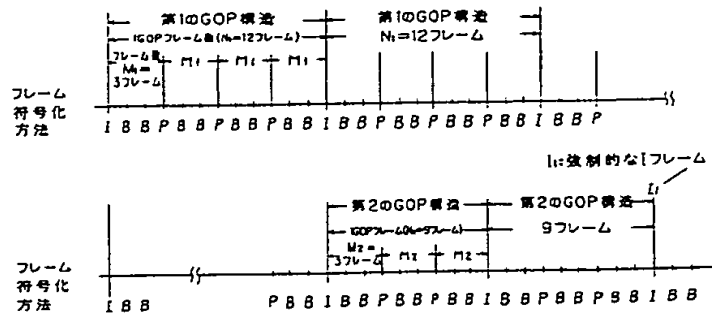 第1のGOP構造 第1のGOP構造
1GOPフレーム数(N₁=12フレーム) N₁=12フレーム
フレーム数
M₁=
3フレーム M₁ M₁ M₁
フレーム
符号化
方法
I B B P B B P B B P B B I B B P B B P B B P B B I B B P
I₁:強制的なIフレーム
I₁
第2のGOP構造 第2のGOP構造
1GOPフレーム(N₂=9フレーム) 9フレーム
M₂=
3フレーム M₂ M₂
フレーム
符号化
方法
I B B P B B I B B P B B P B B I B B P B B P B B I B B